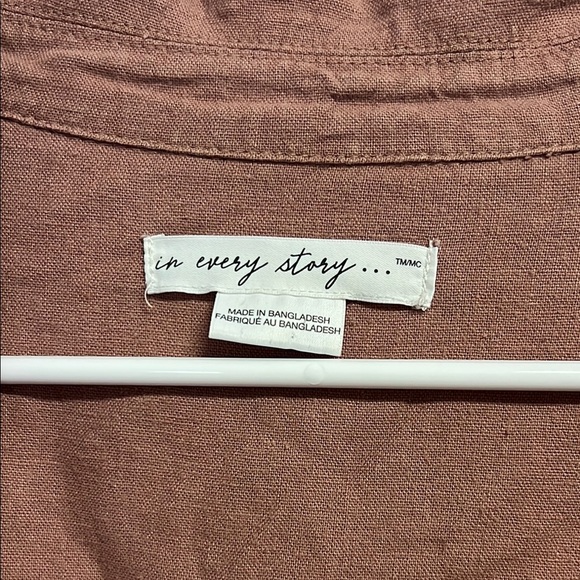 in every story... TM/MC
MADE IN BANGLADESH
FABRIQUÉ AU BANGLADESH